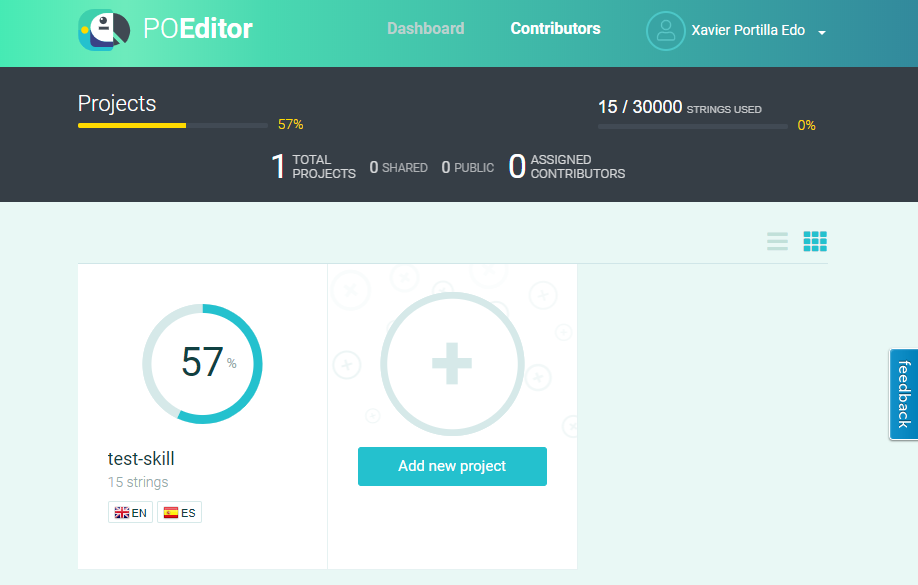 POEditor
Dashboard
Contributors
Xavier Portilla Edo
Projects
57%
15 / 30000 STRINGS USED
0%
1 TOTAL PROJECTS
0 SHARED
0 PUBLIC
0 ASSIGNED CONTRIBUTORS
57 %
test-skill
15 strings
EN
ES
Add new project
feedback